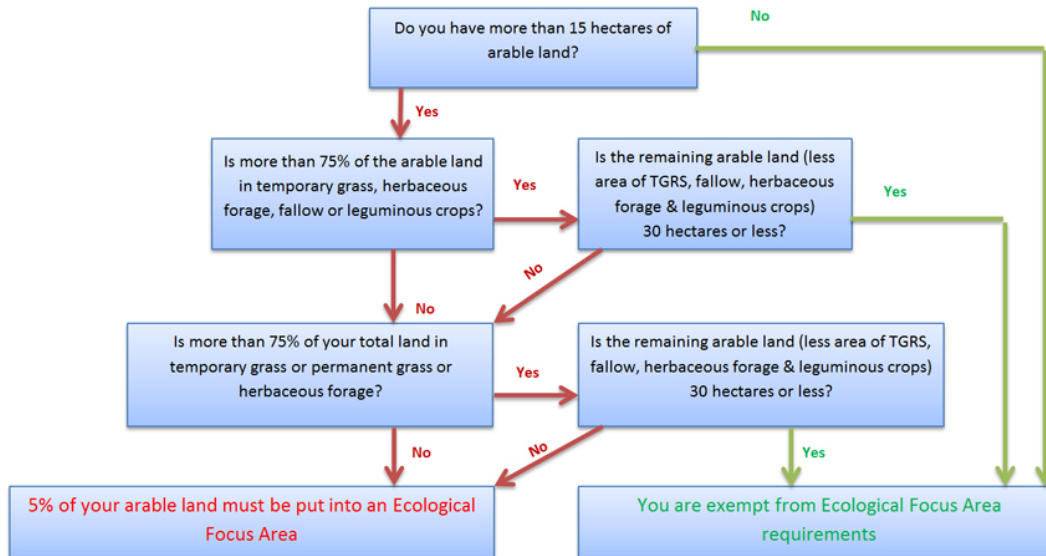 Do you have more than 15 hectares of
arable land?
No
Yes
Is more than 75% of the arable land
in temporary grass, herbaceous
forage, fallow or leguminous crops?
Yes
Is the remaining arable land (less
area of TGRS, fallow, herbaceous
forage & leguminous crops)
30 hectares or less?
Yes
No
No
Is more than 75% of your total land in
temporary grass or permanent grass or
herbaceous forage?
Yes
Is the remaining arable land (less area of TGRS,
fallow, herbaceous forage & leguminous crops)
30 hectares or less?
No
No
Yes
5% of your arable land must be put into an Ecological
Focus Area
You are exempt from Ecological Focus Area
requirements